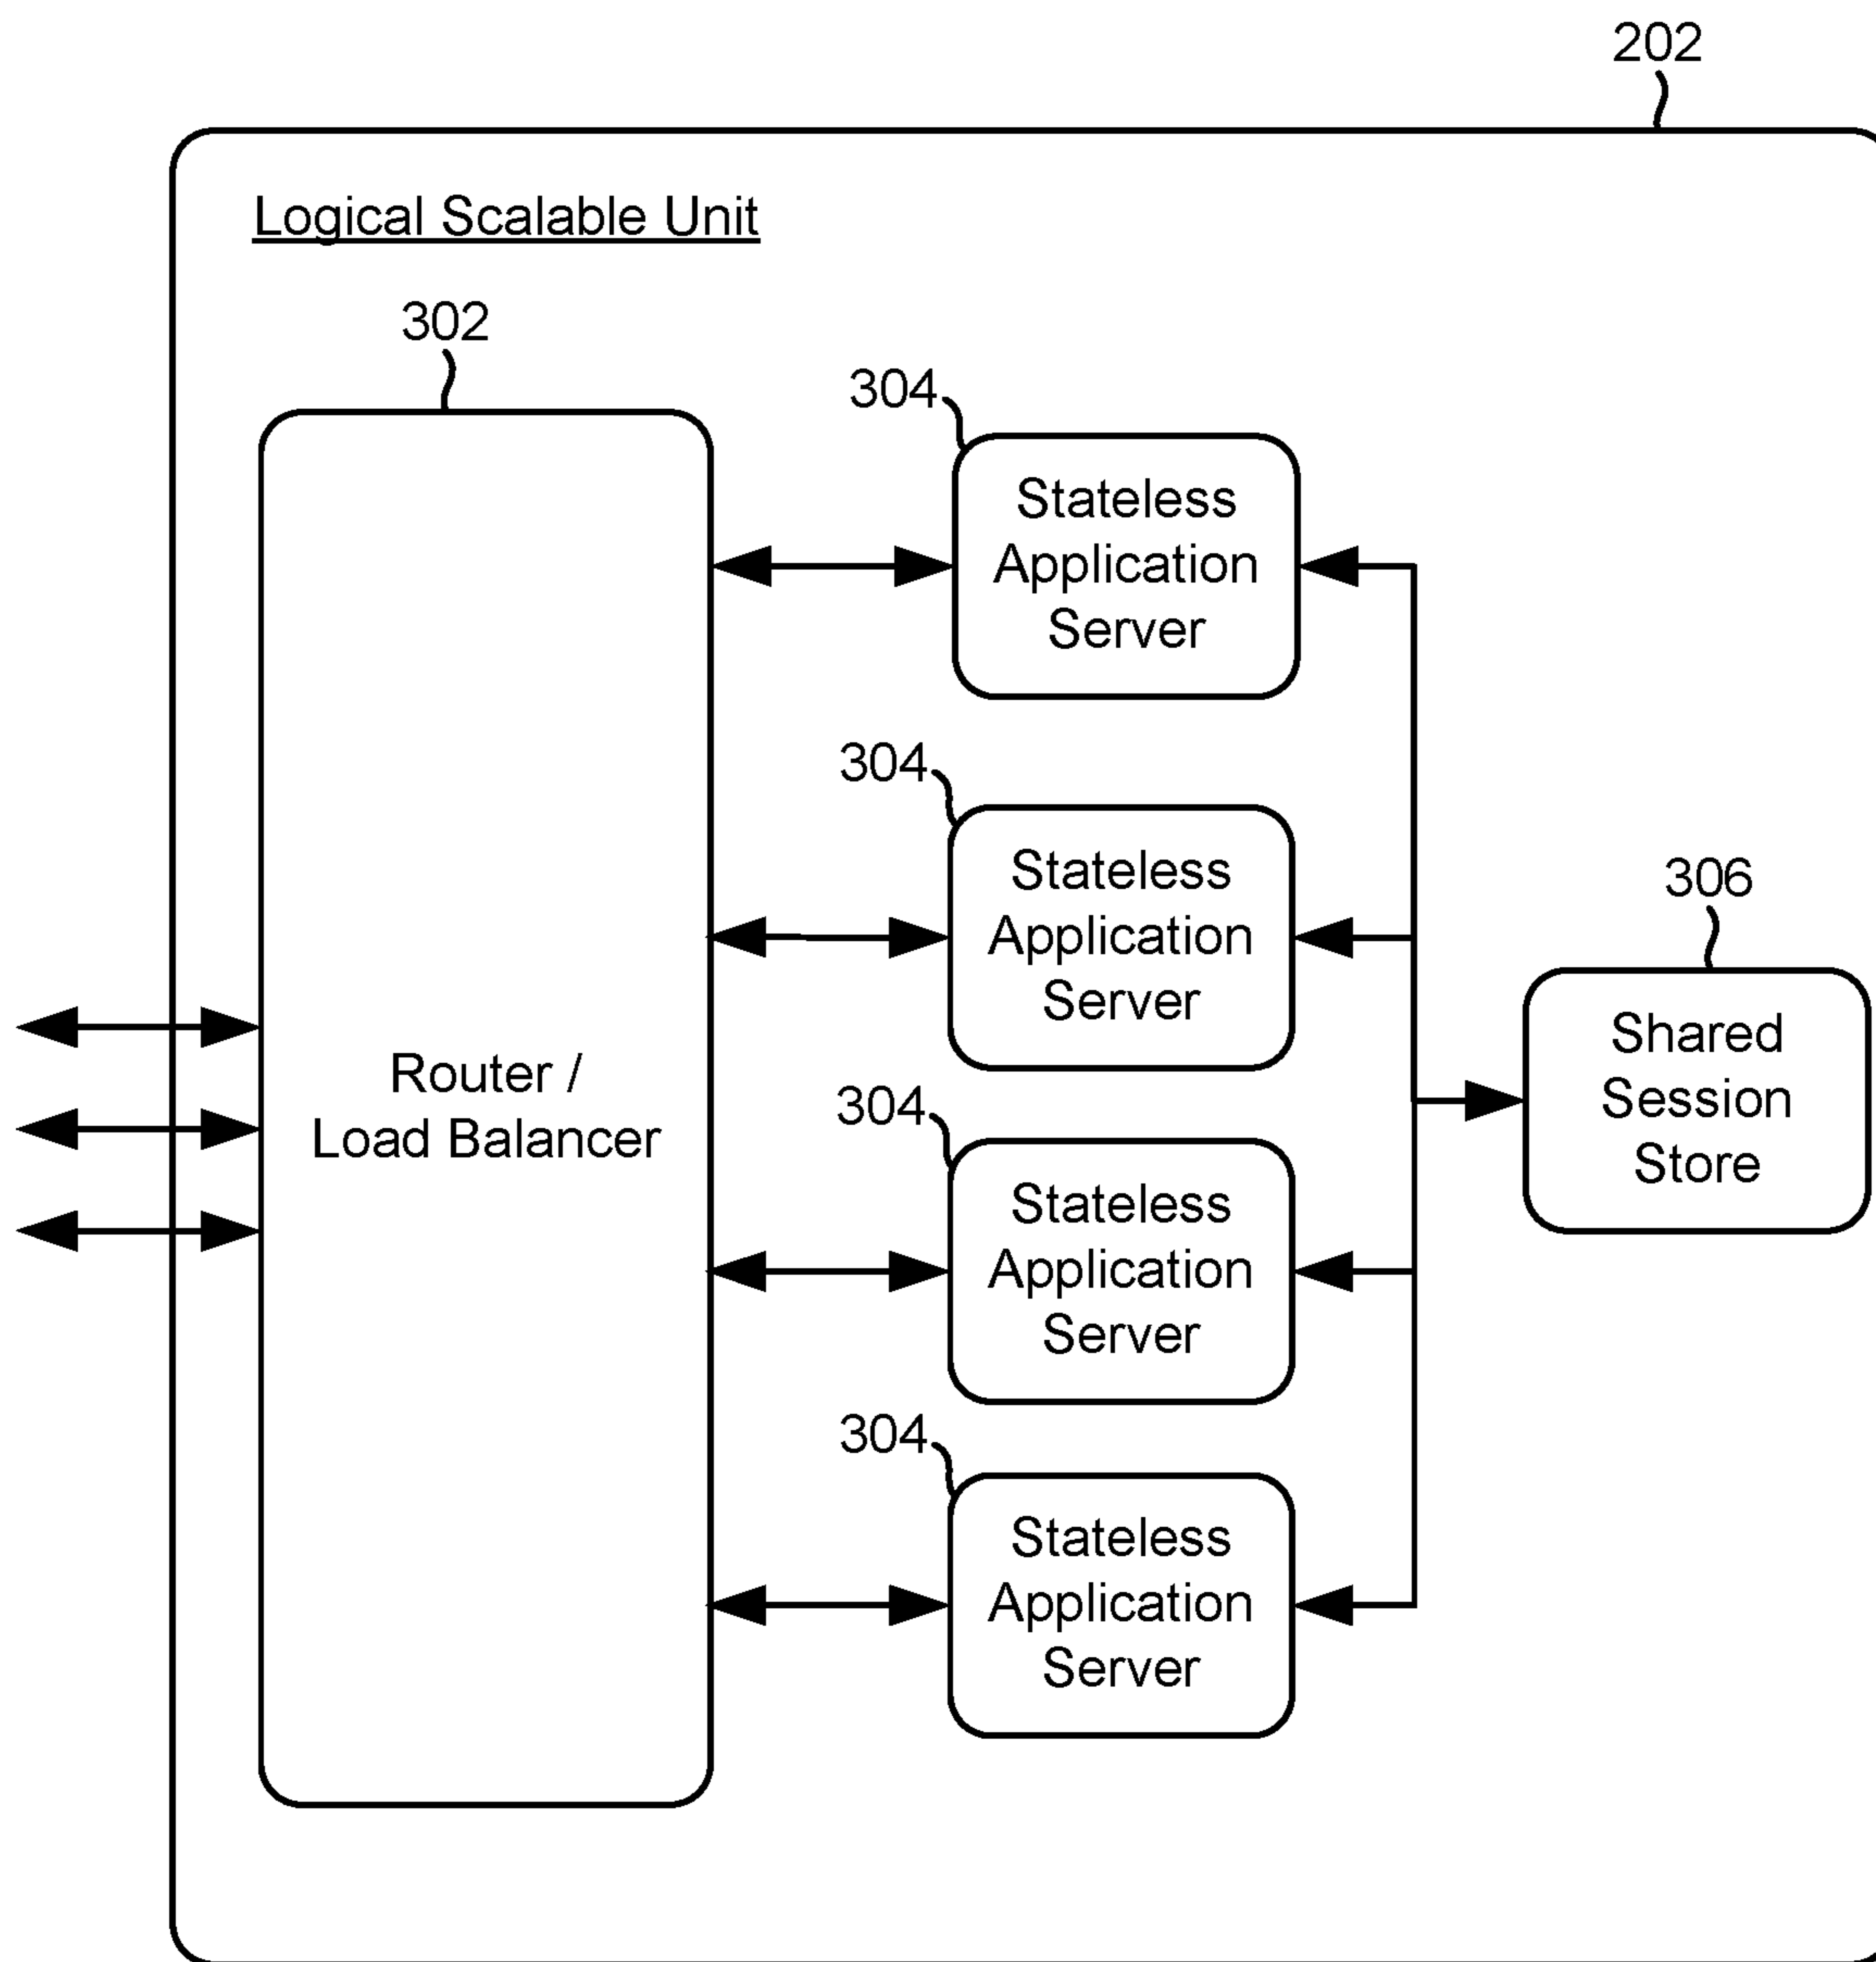 202
Logical Scalable Unit
302
304
Stateless
Application
Server
304
Stateless
Application
Server
306
Shared
Session
Store
Router /
Load Balancer
304
Stateless
Application
Server
304
Stateless
Application
Server